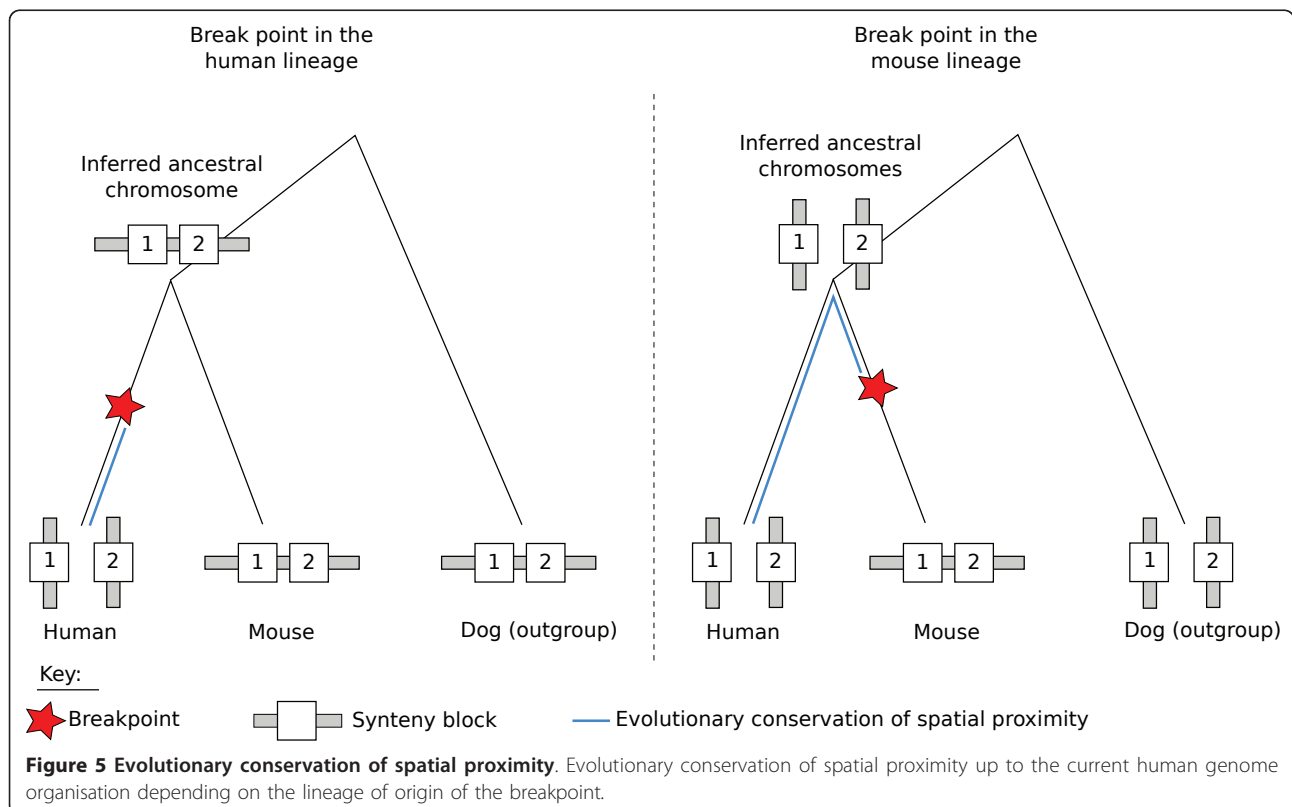 Break point in the
human lineage
Inferred ancestral
chromosome
1 2
1 2
1 2
1 2
Human
Mouse
Dog (outgroup)
Break point in the
mouse lineage
Inferred ancestral
chromosomes
1 2
1 2
1 2
1 2
Human
Mouse
Dog (outgroup)
Key:
Breakpoint
Synteny block
Evolutionary conservation of spatial proximity
Figure 5 Evolutionary conservation of spatial proximity. Evolutionary conservation of spatial proximity up to the current human genome
organisation depending on the lineage of origin of the breakpoint.